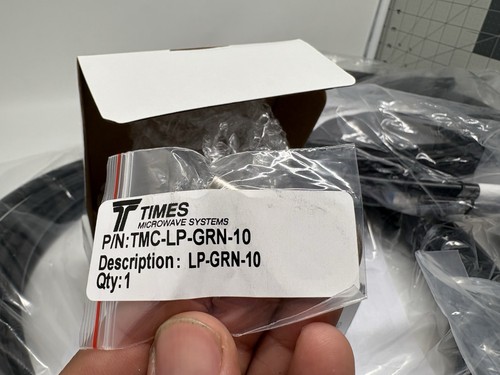 TIMES
MICROWAVE SYSTEMS
P/N:TMC-LP-GRN-10
Description: LP-GRN-10
Qty:1